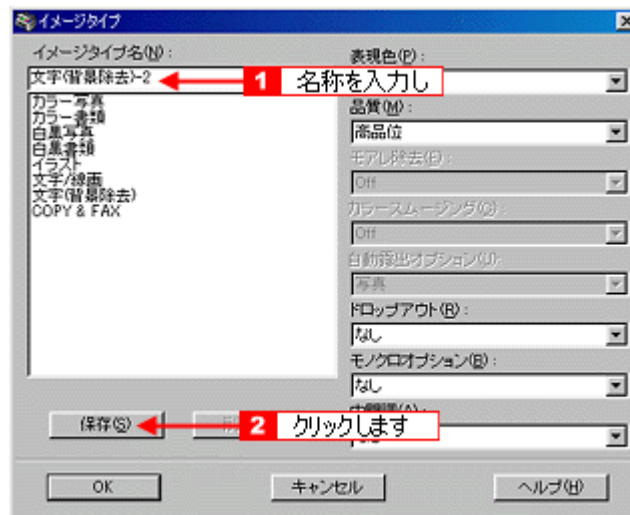 イメージタイプ
イメージタイプ名(N):
文字(背景除去)-2
1 名称を入力し
カラー写真
カラー書類
白黒写真
白黒書類
イラスト
文字/線画
文字(背景除去)
COPY & FAX
保存(S)
2 クリックします
表現色(P):
品質(M):
高品位
モアレ除去(E):
Off
カラースムージング(G):
Off
自動露出オプション(U):
写真
ドロップアウト(R):
なし
モノクロオプション(B):
なし
OK
キャンセル
ヘルプ(H)